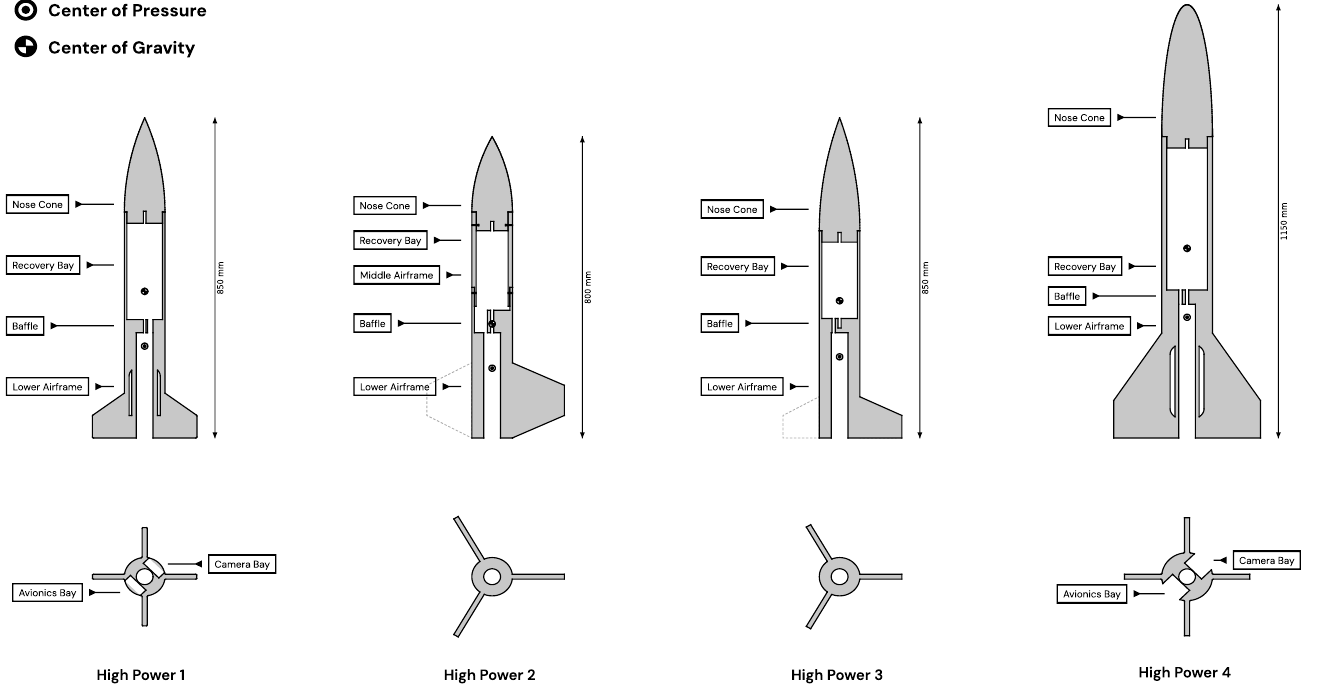 Center of Pressure
Center of Gravity
Nose Cone
Recovery Bay
Baffle
Lower Airframe
850 mm
Nose Cone
Recovery Bay
Middle Airframe
Baffle
Lower Airframe
800 mm
Nose Cone
Recovery Bay
Baffle
Lower Airframe
850 mm
Nose Cone
Recovery Bay
Baffle
Lower Airframe
1150 mm
Camera Bay
Avionics Bay
Camera Bay
Avionics Bay
High Power 1
High Power 2
High Power 3
High Power 4